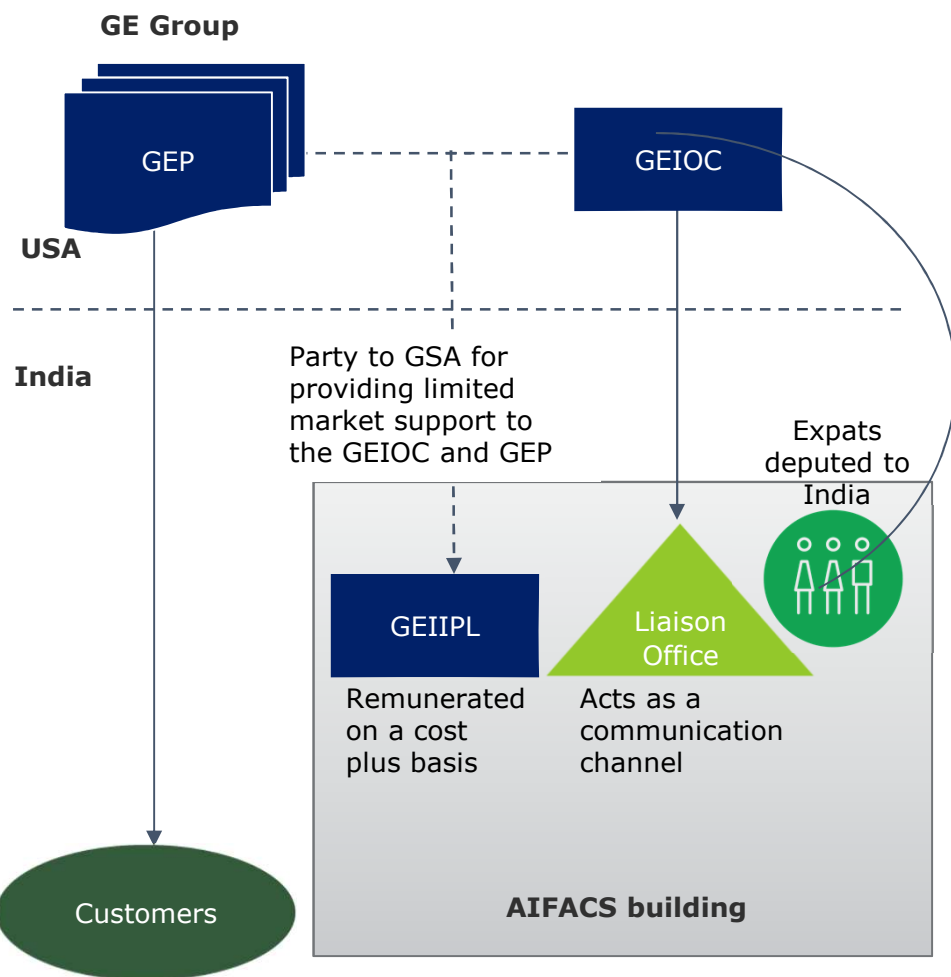 GE Group
GEP
GEIOC
USA
India
Party to GSA for
providing limited
market support to
the GEIOC and GEP
Expats
deputed to
India
GEIIPL
Liaison
Office
Remunerated
on a cost
plus basis
Acts as a
communication
channel
Customers
AIFACS building